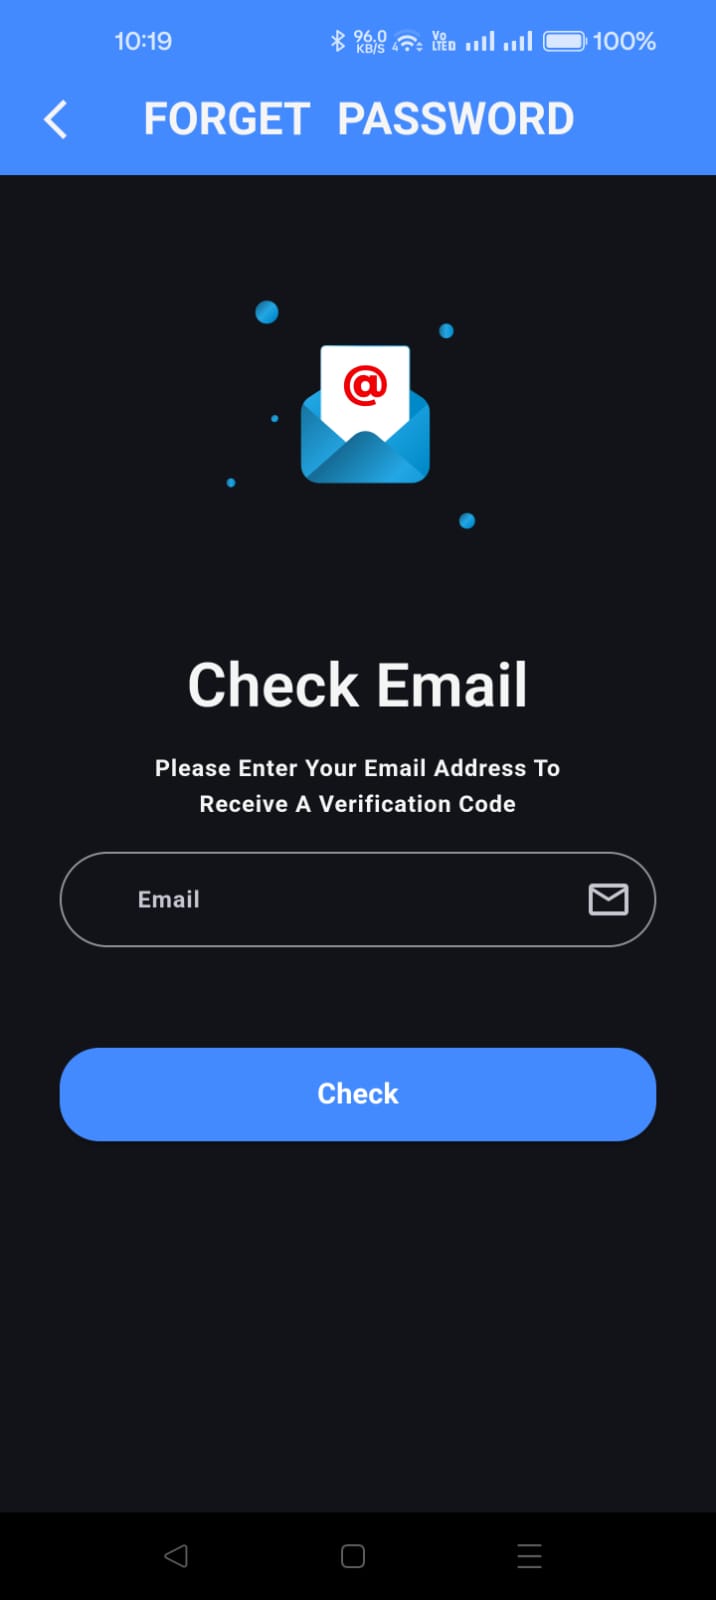 10:19 96.0 KB/S 4 Vo LTE 100%
FORGET PASSWORD
@
Check Email
Please Enter Your Email Address To
Receive A Verification Code
Email
Check